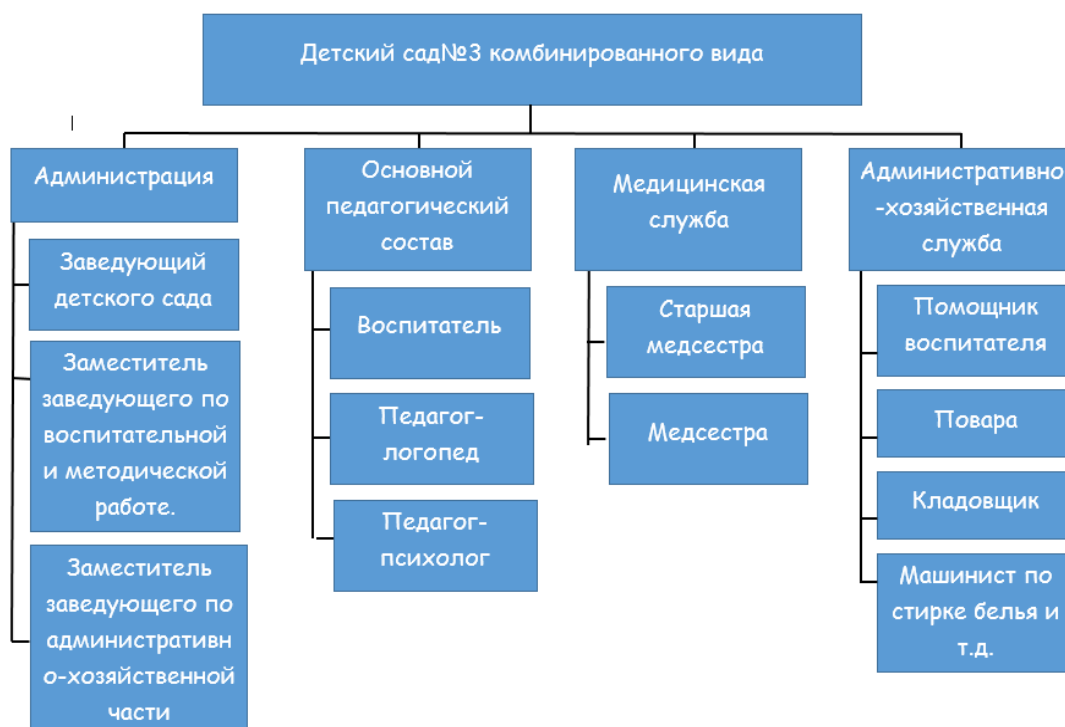 Детский сад№3 комбинированного вида
Администрация
Заведующий
детского сада
Заместитель
заведующего по
воспитательной
и методической
работе.
Заместитель
заведующего по
административн
о-хозяйственной
части
Основной
педагогический
состав
Воспитатель
Педагог-
логопед
Педагог-
психолог
Медицинская
служба
Старшая
медсестра
Медсестра
Административно
-хозяйственная
служба
Помощник
воспитателя
Повара
Кладовщик
Машинист по
стирке белья и
т.д.